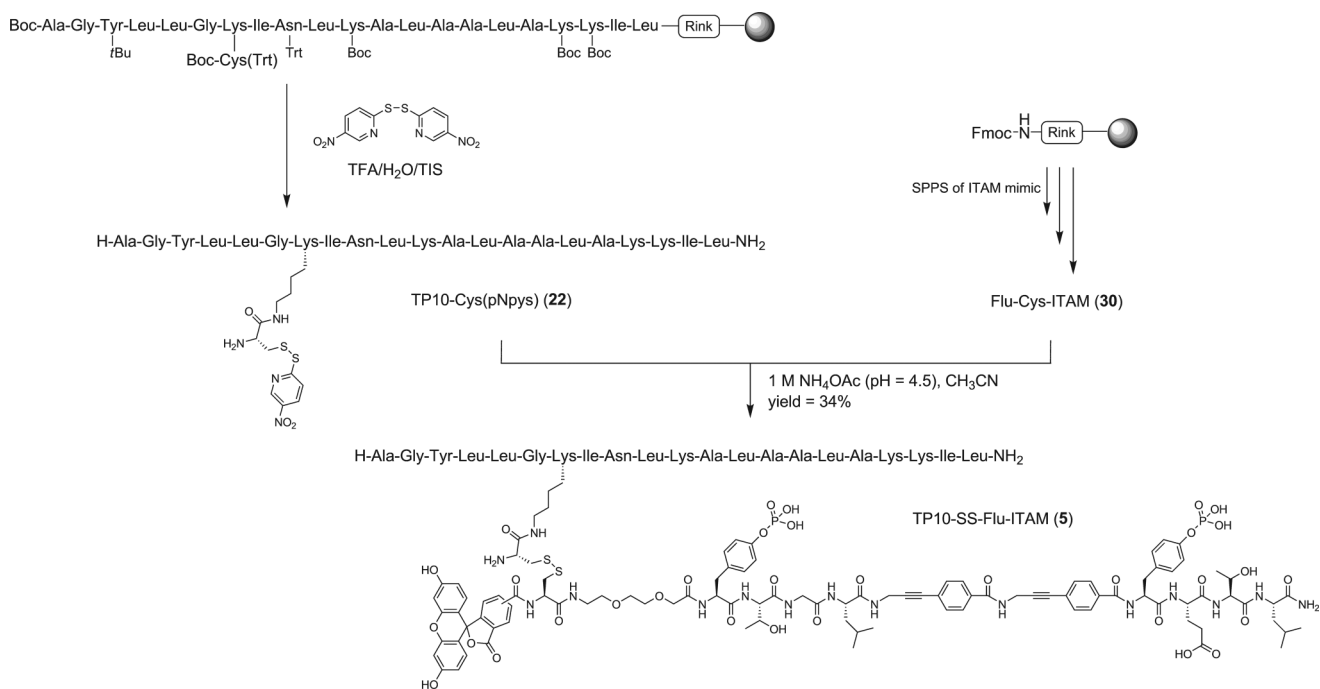 Boc-Ala-Gly-Tyr-Leu-Leu-Gly-Lys-Ile-Asn-Leu-Lys-Ala-Leu-Ala-Ala-Leu-Ala-Lys-Lys-Ile-Leu
Rink
tBu
Boc-Cys(Trt)
Trt
Boc
Boc
Boc
S-S
O₂N
N
N
NO₂
TFA/H₂O/TIS
Fmoc-N
H
Rink
SPPS of ITAM mimic
H-Ala-Gly-Tyr-Leu-Leu-Gly-Lys-Ile-Asn-Leu-Lys-Ala-Leu-Ala-Ala-Leu-Ala-Lys-Lys-Ile-Leu-NH₂
O
NH
H₂N
S
S
N
NO₂
TP10-Cys(pNpys) (22)
Flu-Cys-ITAM (30)
1 M NH₄OAc (pH = 4.5), CH₃CN
yield = 34%
H-Ala-Gly-Tyr-Leu-Leu-Gly-Lys-Ile-Asn-Leu-Lys-Ala-Leu-Ala-Ala-Leu-Ala-Lys-Lys-Ile-Leu-NH₂
TP10-SS-Flu-ITAM (5)
O
NH
H₂N
S
S
O
P
OH
OH
O
O
P
OH
OH
O
HO
O
HO
O
O
O
N
H
O
H
N
O
O
O
N
H
O
H
N
O
OH
N
H
O
H
N
O
N
H
O
N
H
O
N
H
O
H
N
O
HO
O
N
H
OH
O
H
N
O
NH₂